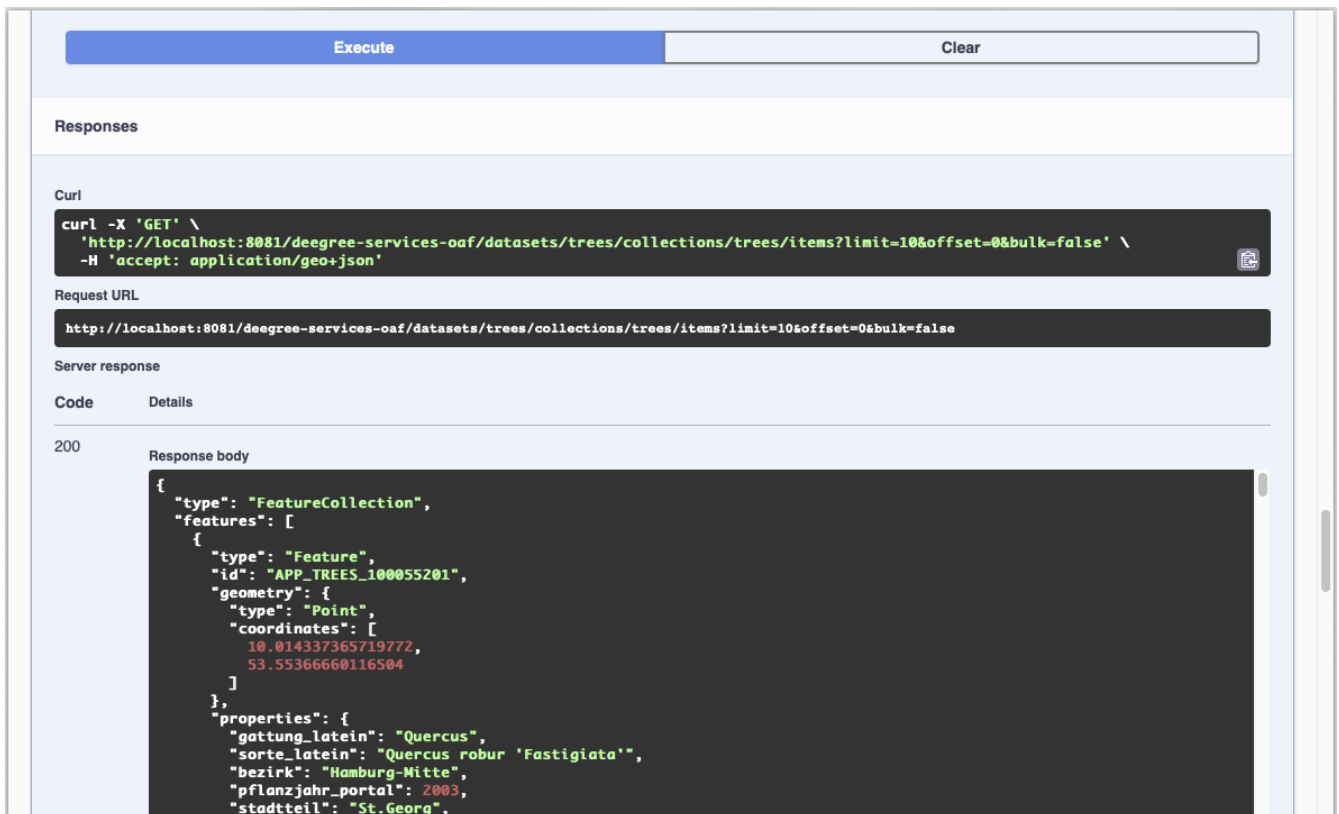 Execute
Clear
Responses
Curl
curl -X 'GET' \
'http://localhost:8081/deegree-services-oaf/datasets/trees/collections/trees/items?limit=10&offset=0&bulk=false' \
-H 'accept: application/geo+json'
Request URL
http://localhost:8081/deegree-services-oaf/datasets/trees/collections/trees/items?limit=10&offset=0&bulk=false
Server response
Code Details
200
Response body
{
"type": "FeatureCollection",
"features": [
{
"type": "Feature",
"id": "APP_TREES_100055201",
"geometry": {
"type": "Point",
"coordinates": [
10.014337365719772,
53.55366660116504
]
},
"properties": {
"gattung_latein": "Quercus",
"sorte_latein": "Quercus robur 'Fastigiata'",
"bezirk": "Hamburg-Mitte",
"pflanzjahr_portal": 2003,
"stadtteil": "St.Georg",